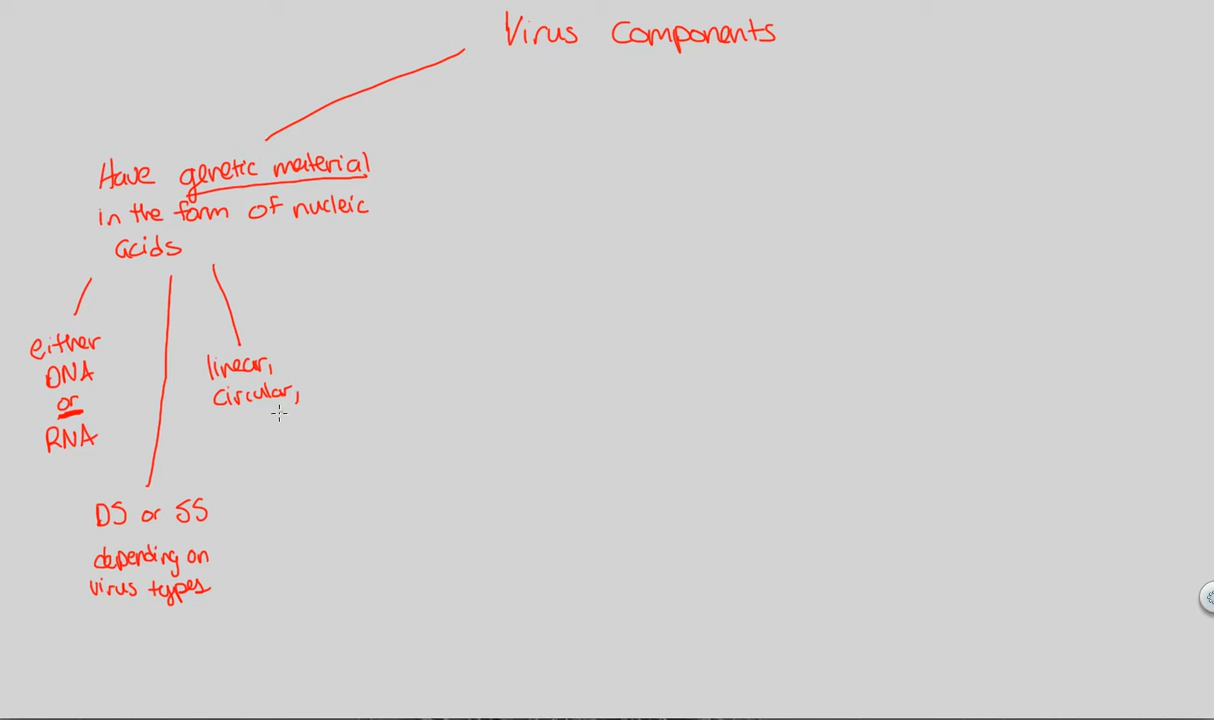 Virus Components
Have genetic material
in the form of nucleic
acids
either
DNA
or
RNA
linear,
circular,
DS or SS
depending on
virus types